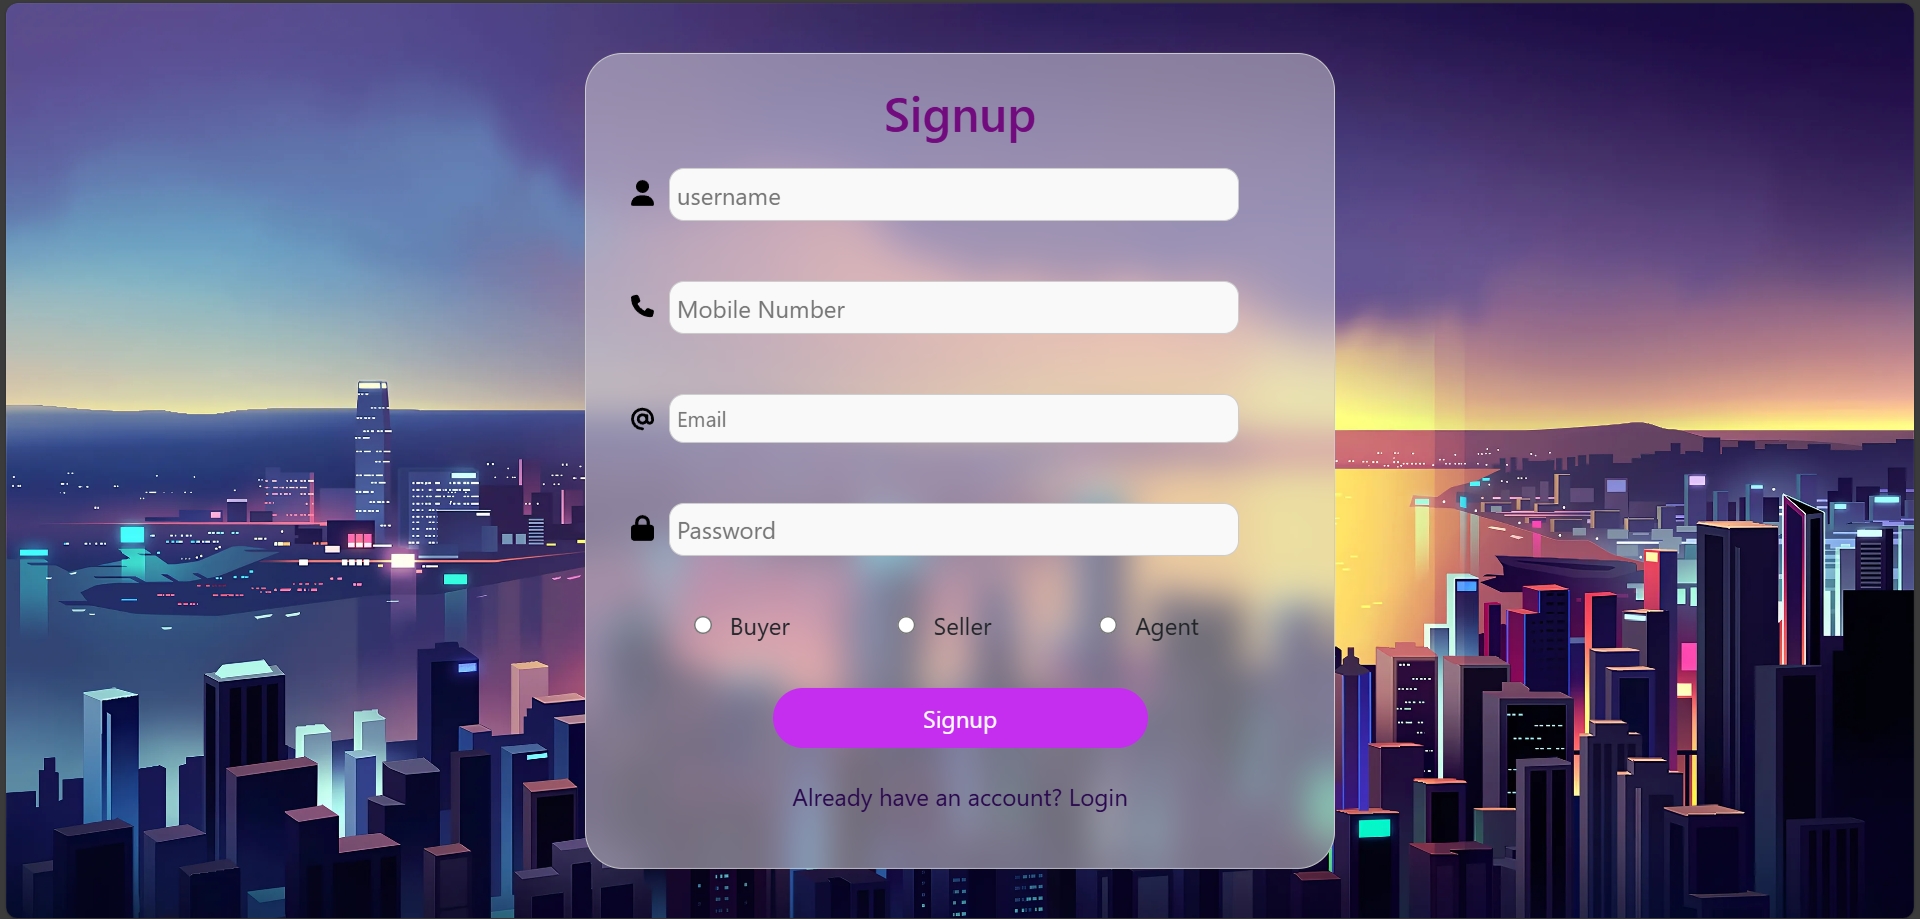 Signup
username
Mobile Number
Email
Password
Buyer Seller Agent
Signup
Already have an account? Login